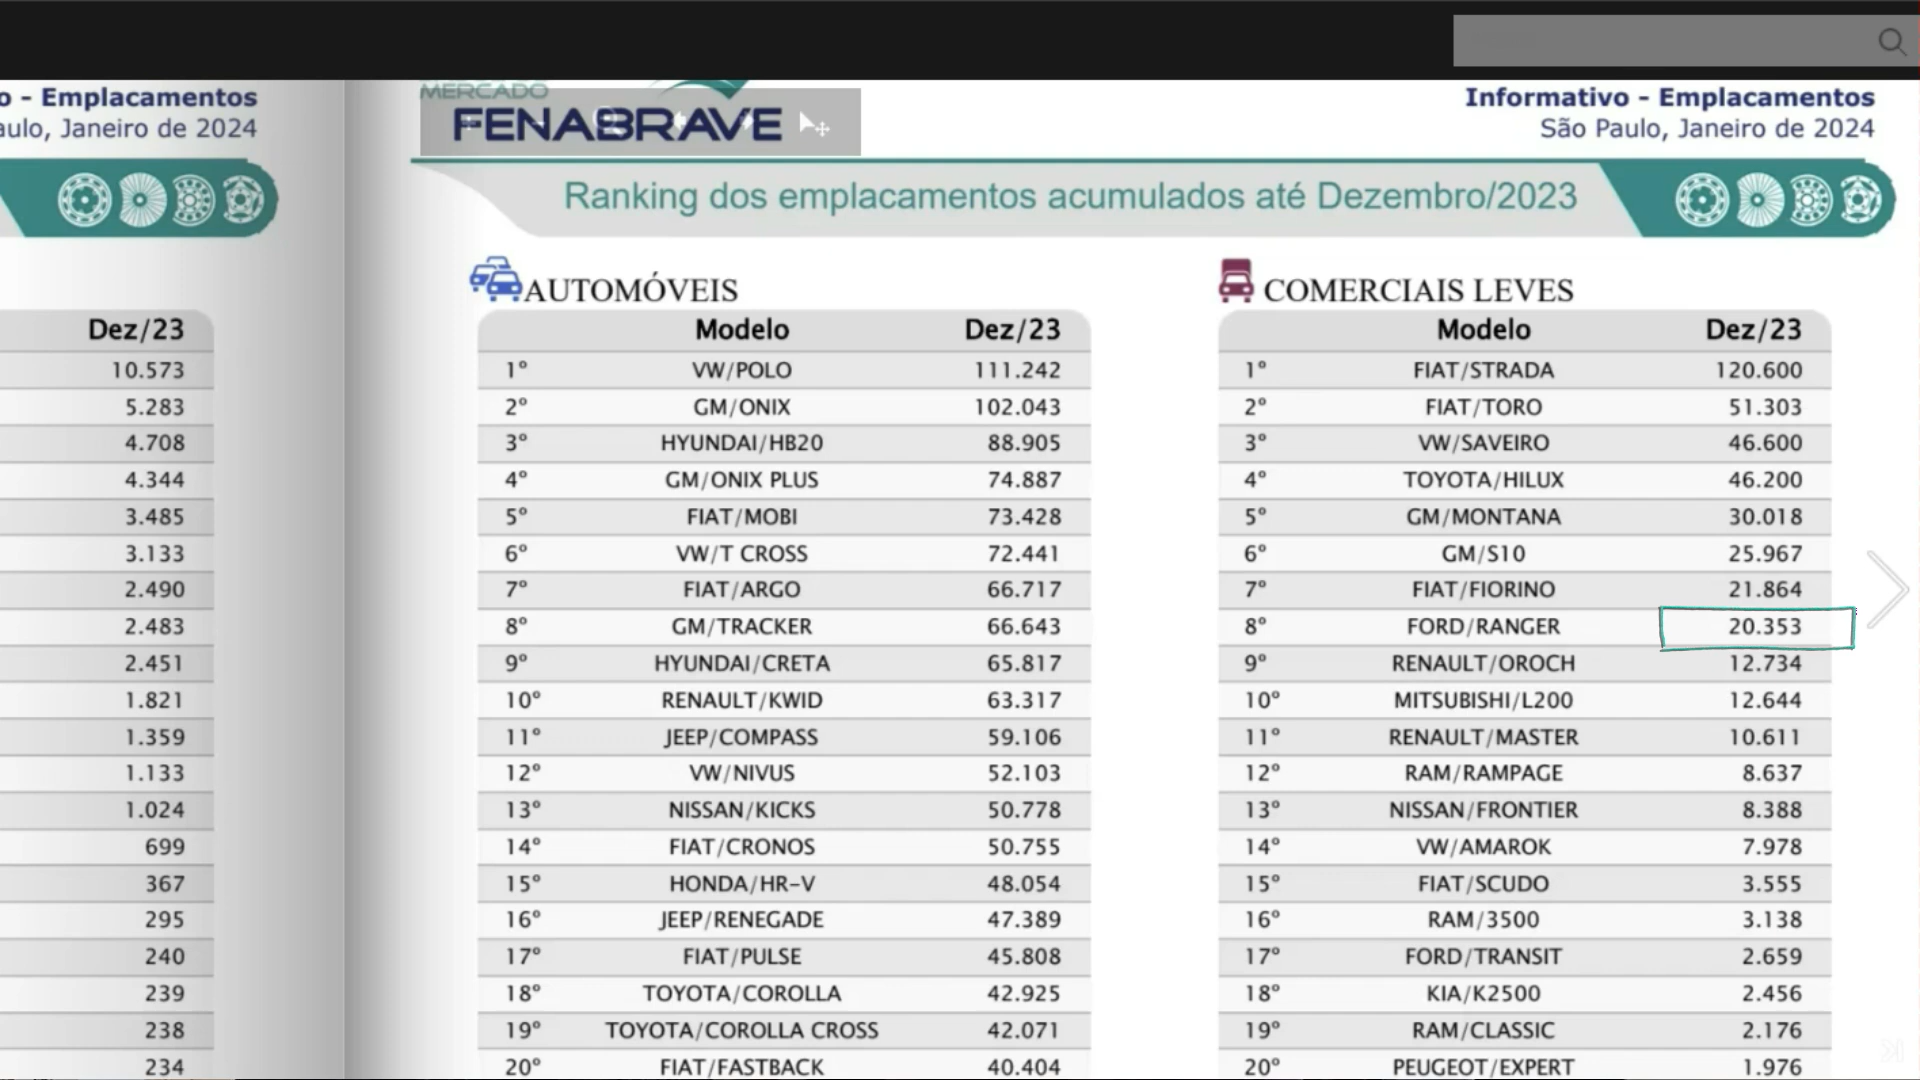 o - Emplacamentos
aulo, Janeiro de 2024
Dez/23
10.573
5.283
4.708
4.344
3.485
3.133
2.490
2.483
2.451
1.821
1.359
1.133
1.024
699
367
295
240
239
238
234
MERCADO
FENABRAVE
Informativo - Emplacamentos
São Paulo, Janeiro de 2024
Ranking dos emplacamentos acumulados até Dezembro/2023
AUTOMÓVEIS
Modelo Dez/23
1º VW/POLO 111.242
2º GM/ONIX 102.043
3º HYUNDAI/HB20 88.905
4º GM/ONIX PLUS 74.887
5º FIAT/MOBI 73.428
6º VW/T CROSS 72.441
7º FIAT/ARGO 66.717
8º GM/TRACKER 66.643
9º HYUNDAI/CRETA 65.817
10º RENAULT/KWID 63.317
11º JEEP/COMPASS 59.106
12º VW/NIVUS 52.103
13º NISSAN/KICKS 50.778
14º FIAT/CRONOS 50.755
15º HONDA/HR-V 48.054
16º JEEP/RENEGADE 47.389
17º FIAT/PULSE 45.808
18º TOYOTA/COROLLA 42.925
19º TOYOTA/COROLLA CROSS 42.071
20º FIAT/FASTBACK 40.404
COMERCIAIS LEVES
Modelo Dez/23
1º FIAT/STRADA 120.600
2º FIAT/TORO 51.303
3º VW/SAVEIRO 46.600
4º TOYOTA/HILUX 46.200
5º GM/MONTANA 30.018
6º GM/S10 25.967
7º FIAT/FIORINO 21.864
8º FORD/RANGER 20.353
9º RENAULT/OROCH 12.734
10º MITSUBISHI/L200 12.644
11º RENAULT/MASTER 10.611
12º RAM/RAMPAGE 8.637
13º NISSAN/FRONTIER 8.388
14º VW/AMAROK 7.978
15º FIAT/SCUDO 3.555
16º RAM/3500 3.138
17º FORD/TRANSIT 2.659
18º KIA/K2500 2.456
19º RAM/CLASSIC 2.176
20º PEUGEOT/EXPERT 1.976